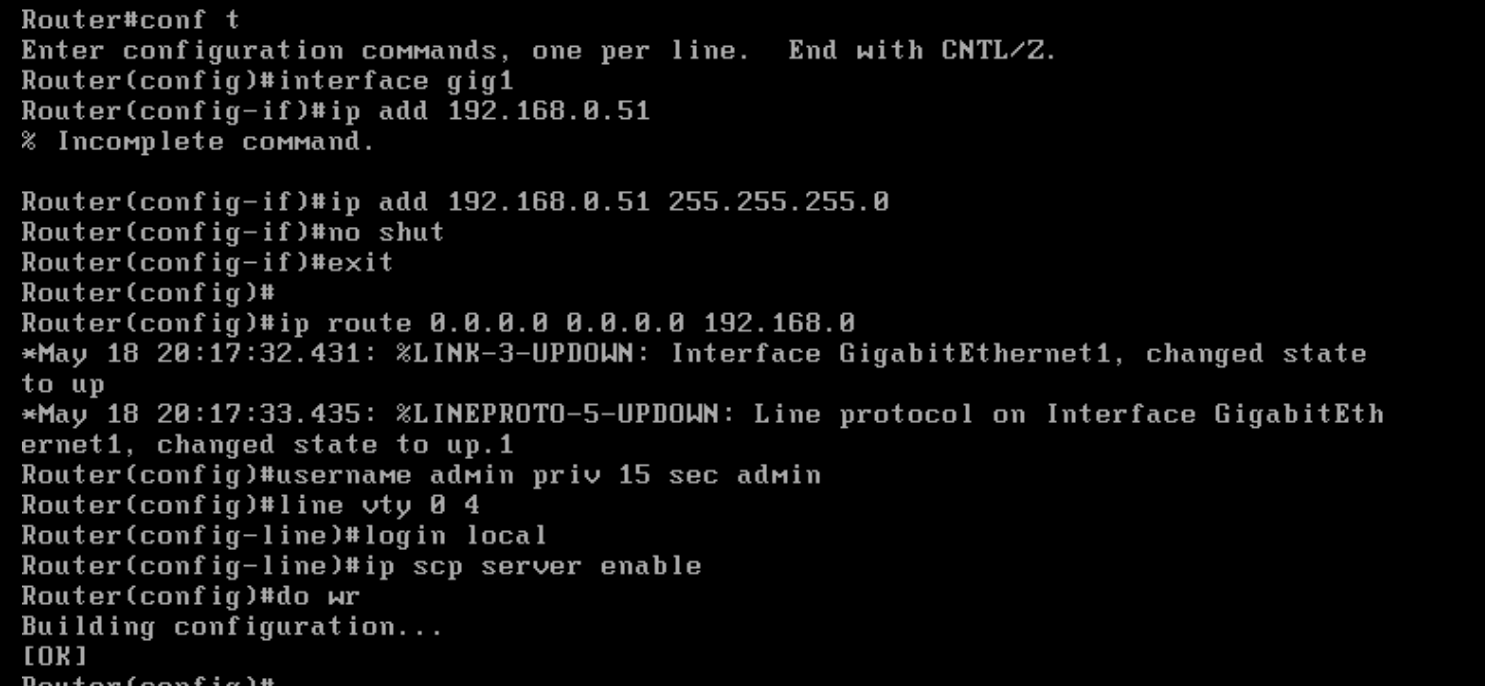 Router#conf t
Enter configuration commands, one per line.  End with CNTL/Z.
Router(config)#interface gig1
Router(config-if)#ip add 192.168.0.51
% Incomplete command.
Router(config-if)#ip add 192.168.0.51 255.255.255.0
Router(config-if)#no shut
Router(config-if)#exit
Router(config)#
Router(config)#ip route 0.0.0.0 0.0.0.0 192.168.0
*May 18 20:17:32.431: %LINK-3-UPDOWN: Interface GigabitEthernet1, changed state
to up
*May 18 20:17:33.435: %LINEPROTO-5-UPDOWN: Line protocol on Interface GigabitEth
ernet1, changed state to up.1
Router(config)#username admin priv 15 sec admin
Router(config)#line vty 0 4
Router(config-line)#login local
Router(config-line)#ip scp server enable
Router(config)#do wr
Building configuration...
[OK]
Router(config)#